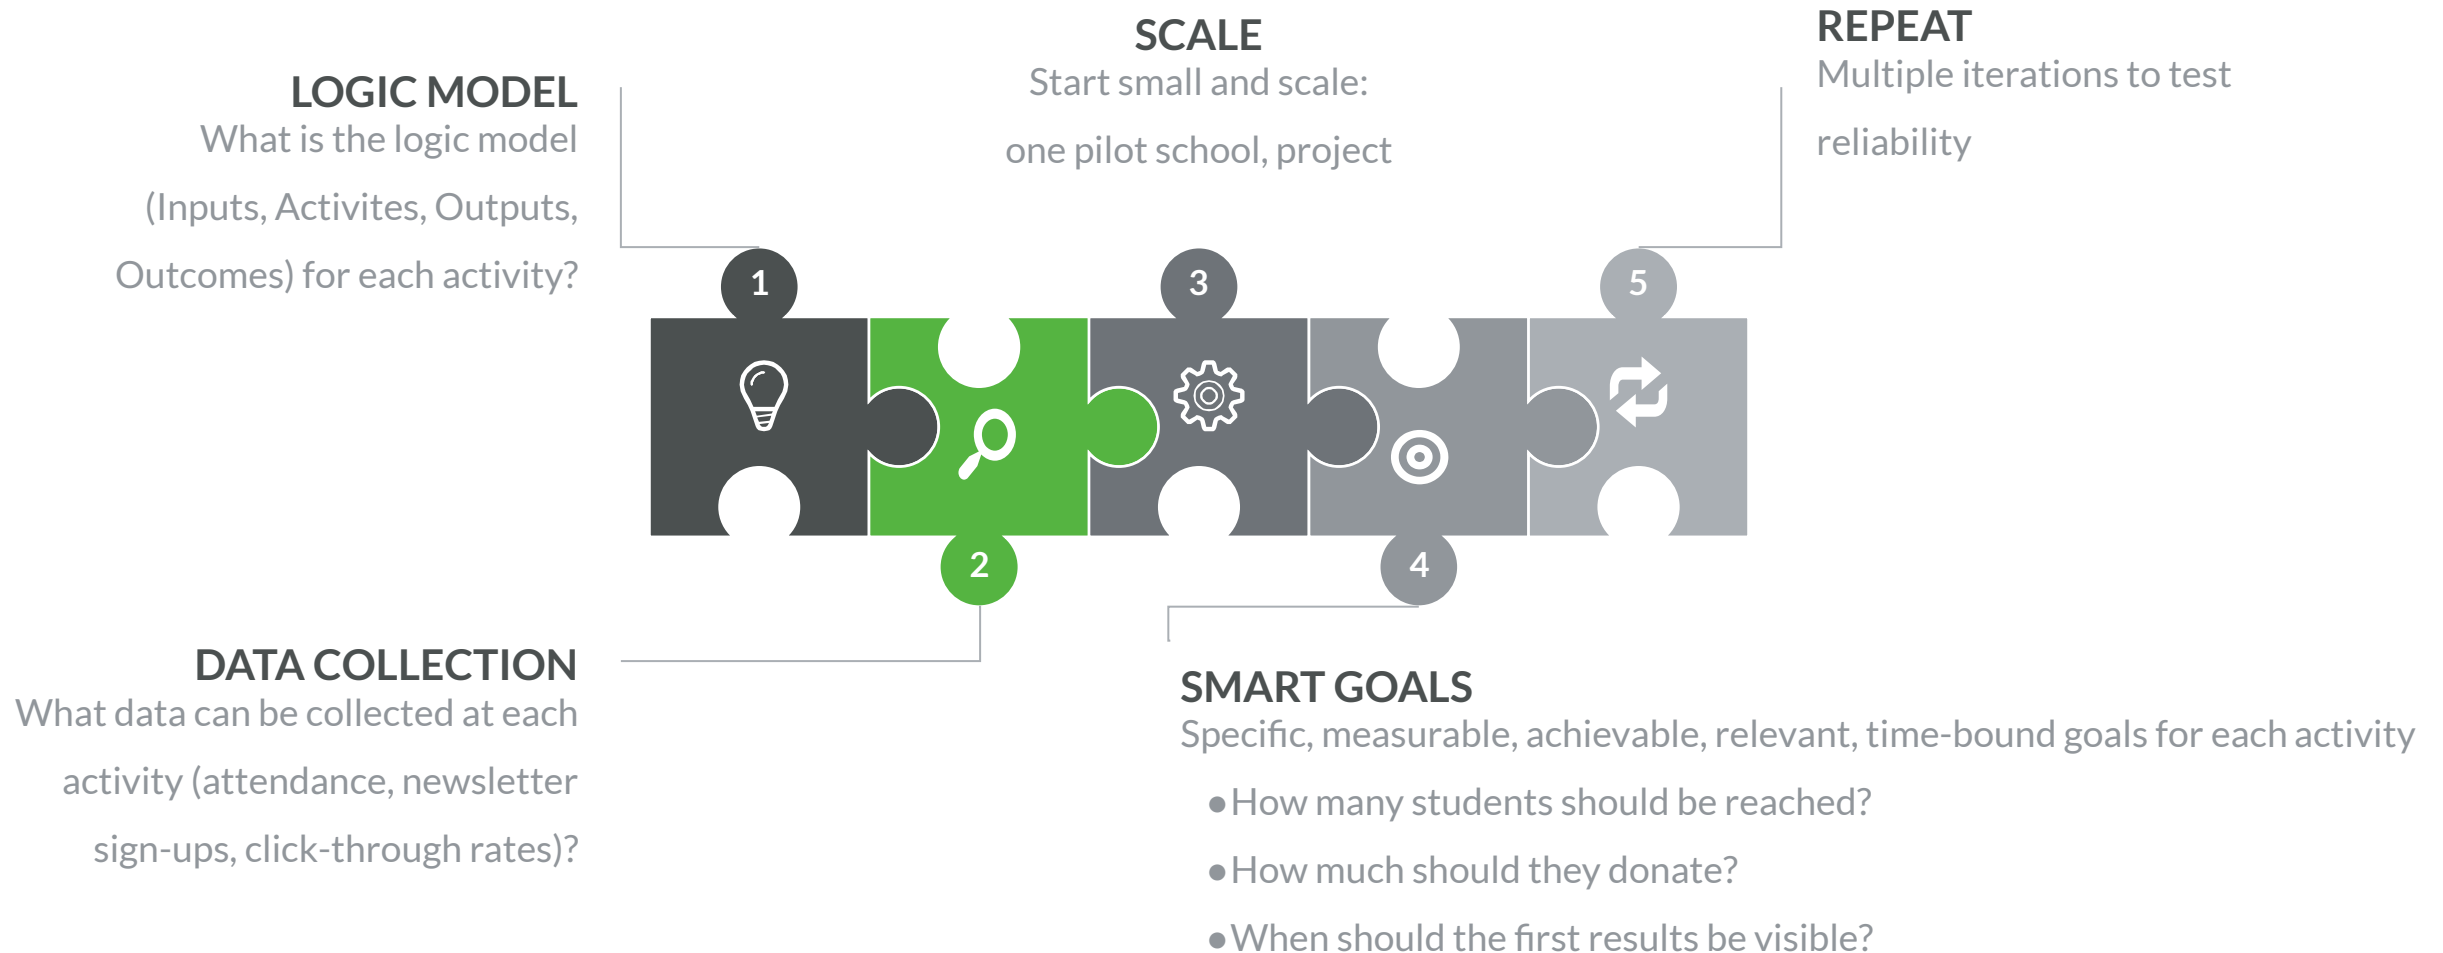 LOGIC MODEL
What is the logic model
(Inputs, Activites, Outputs,
Outcomes) for each activity?
SCALE
Start small and scale:
one pilot school, project
REPEAT
Multiple iterations to test
reliability
1
3
5
2
4
DATA COLLECTION
What data can be collected at each
activity (attendance, newsletter
sign-ups, click-through rates)?
SMART GOALS
Specific, measurable, achievable, relevant, time-bound goals for each activity
●How many students should be reached?
●How much should they donate?
●When should the first results be visible?